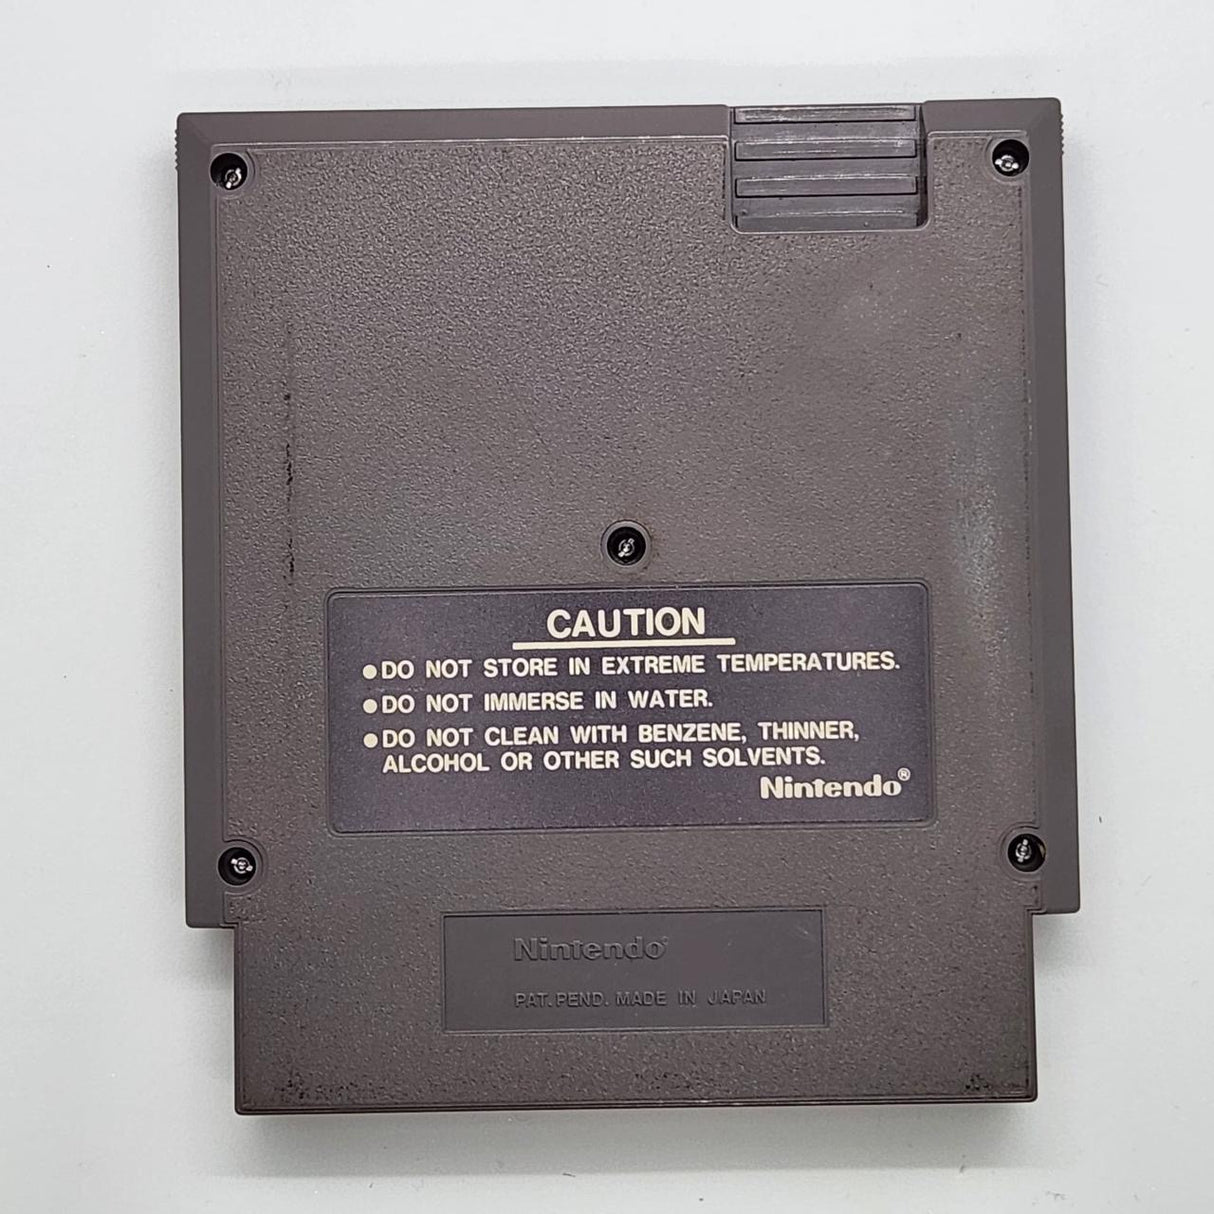 CAUTION
●DO NOT STORE IN EXTREME TEMPERATURES.
●DO NOT IMMERSE IN WATER.
●DO NOT CLEAN WITH BENZENE, THINNER,
ALCOHOL OR OTHER SUCH SOLVENTS.
Nintendo®
Nintendo
PAT. PEND. MADE IN JAPAN